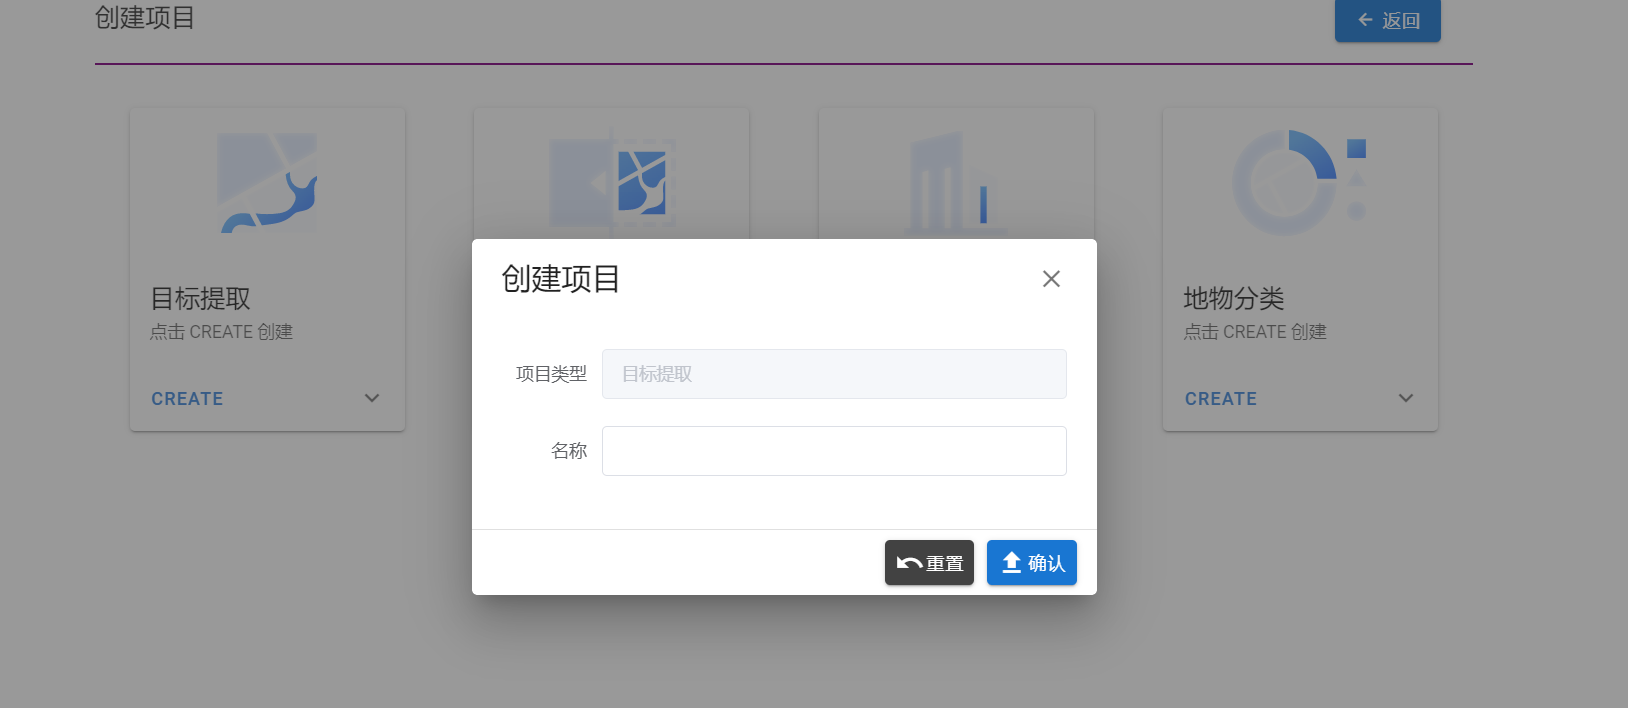 创建项目
返回
目标提取
点击 CREATE 创建
CREATE
地物分类
点击 CREATE 创建
CREATE
创建项目
项目类型
目标提取
名称
重置
确认